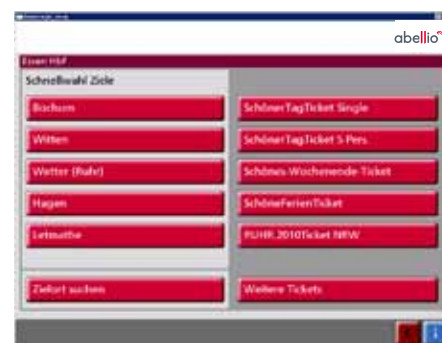 abellio
Essen Hbf
Schnellwahl Ziele
Bochum
Witten
Wetter (Ruhr)
Hagen
Letmathe
Zielort suchen
SchönerTagTicket Single
SchönerTagTicket 5 Pers.
Schönes-Wochenende-Ticket
SchöneFerienTicket
RUHR.2010Ticket NRW
Weitere Tickets